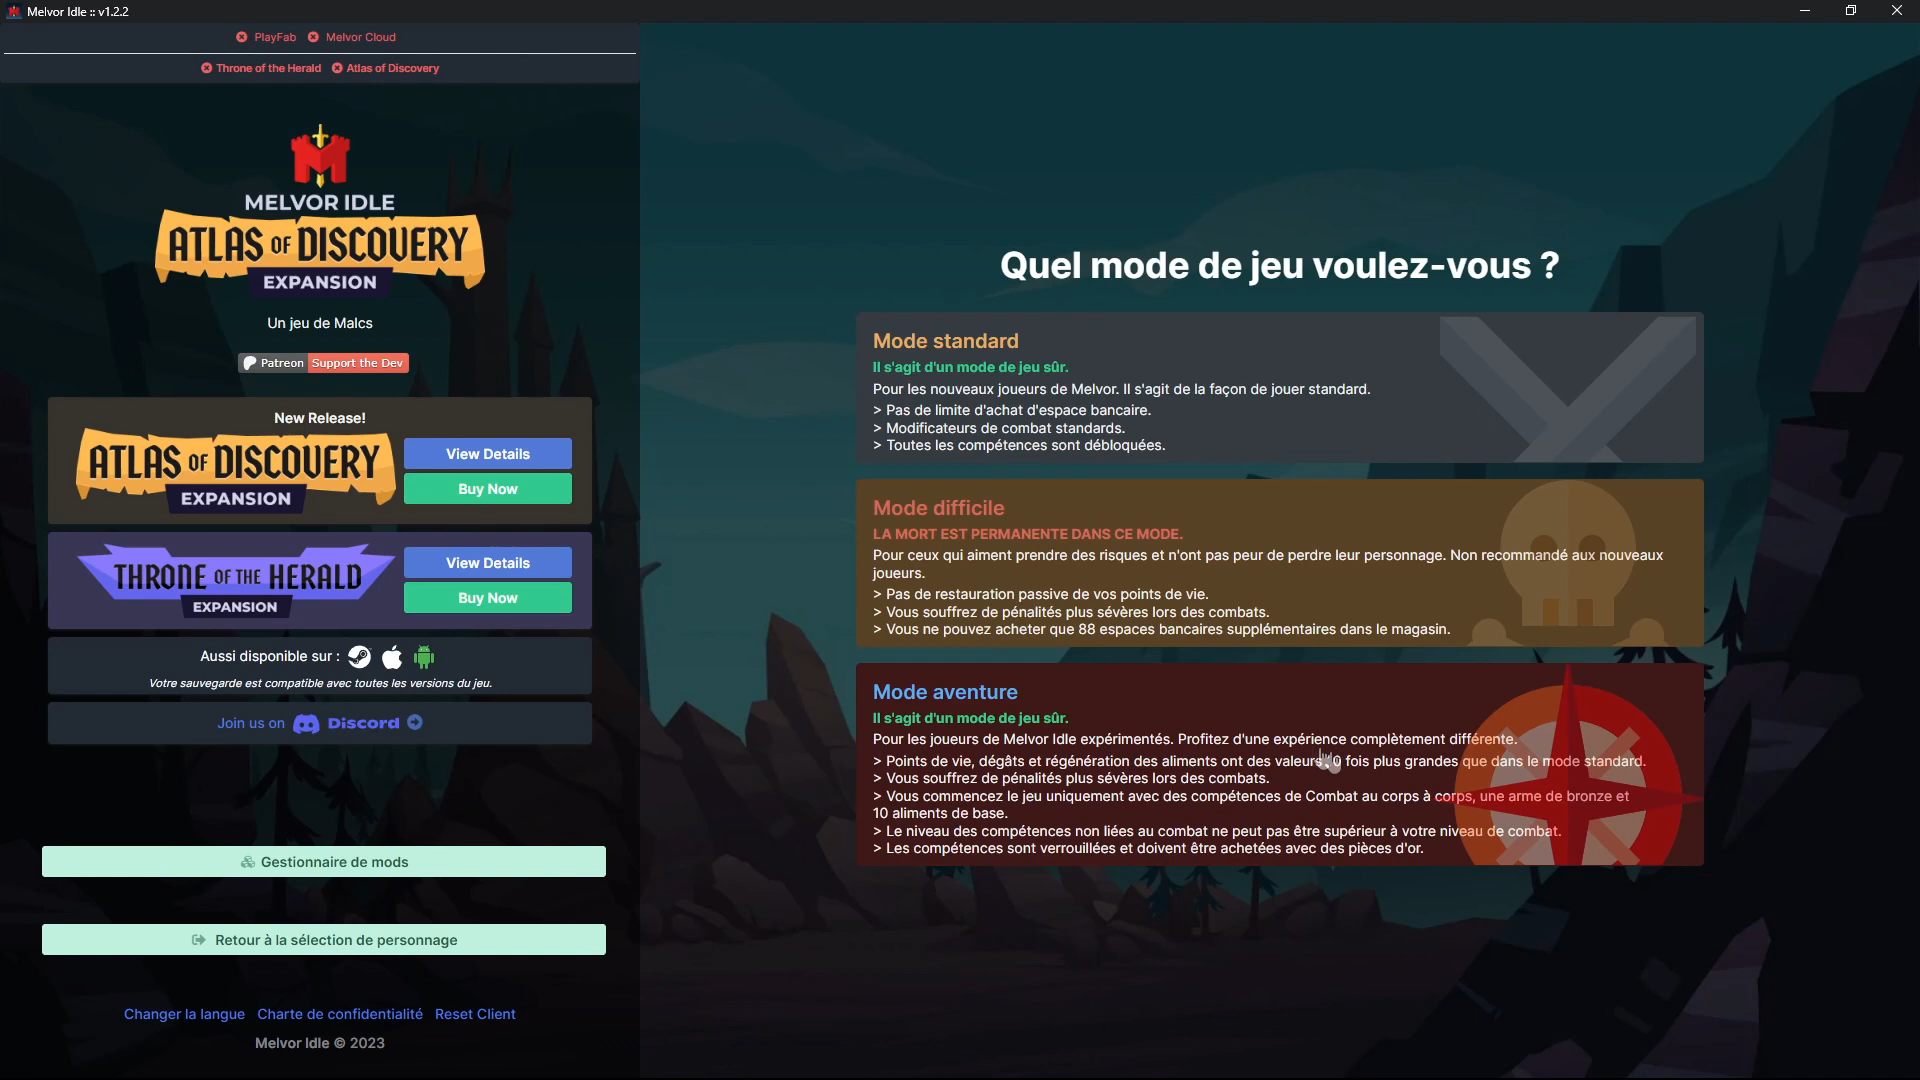 Melvor Idle :: v1.2.2
PlayFab Melvor Cloud
Throne of the Herald Atlas of Discovery
MELVOR IDLE
ATLAS OF DISCOVERY
EXPANSION
Un jeu de Malcs
Patreon Support the Dev
New Release!
ATLAS OF DISCOVERY
EXPANSION
View Details
Buy Now
THRONE OF THE HERALD
EXPANSION
View Details
Buy Now
Aussi disponible sur :
Votre sauvegarde est compatible avec toutes les versions du jeu.
Join us on Discord
Gestionnaire de mods
Retour à la sélection de personnage
Changer la langue Charte de confidentialité Reset Client
Melvor Idle © 2023
Quel mode de jeu voulez-vous ?
Mode standard
Il s'agit d'un mode de jeu sûr.
Pour les nouveaux joueurs de Melvor. Il s'agit de la façon de jouer standard.
> Pas de limite d'achat d'espace bancaire.
> Modificateurs de combat standards.
> Toutes les compétences sont débloquées.
Mode difficile
LA MORT EST PERMANENTE DANS CE MODE.
Pour ceux qui aiment prendre des risques et n'ont pas peur de perdre leur personnage. Non recommandé aux nouveaux
joueurs.
> Pas de restauration passive de vos points de vie.
> Vous souffrez de pénalités plus sévères lors des combats.
> Vous ne pouvez acheter que 88 espaces bancaires supplémentaires dans le magasin.
Mode aventure
Il s'agit d'un mode de jeu sûr.
Pour les joueurs de Melvor Idle expérimentés. Profitez d'une expérience complètement différente.
> Points de vie, dégâts et régénération des aliments ont des valeurs fois plus grandes que dans le mode standard.
> Vous souffrez de pénalités plus sévères lors des combats.
> Vous commencez le jeu uniquement avec des compétences de Combat au corps à corps, une arme de bronze et
10 aliments de base.
> Le niveau des compétences non liées au combat ne peut pas être supérieur à votre niveau de combat.
> Les compétences sont verrouillées et doivent être achetées avec des pièces d'or.